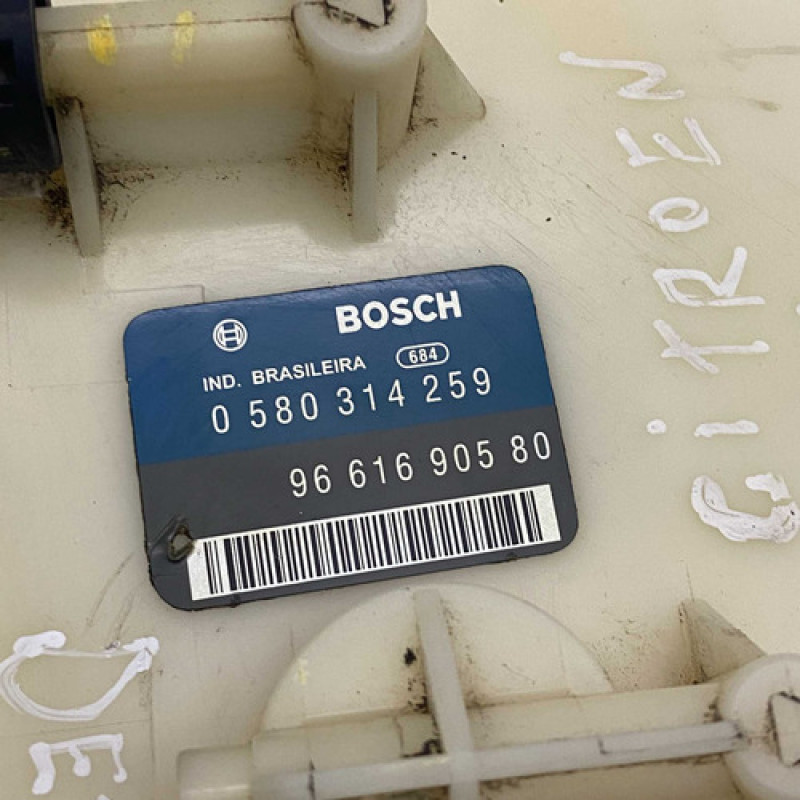 BOSCH
IND. BRASILEIRA 684
0 580 314 259
96 616 905 80
CITROEN